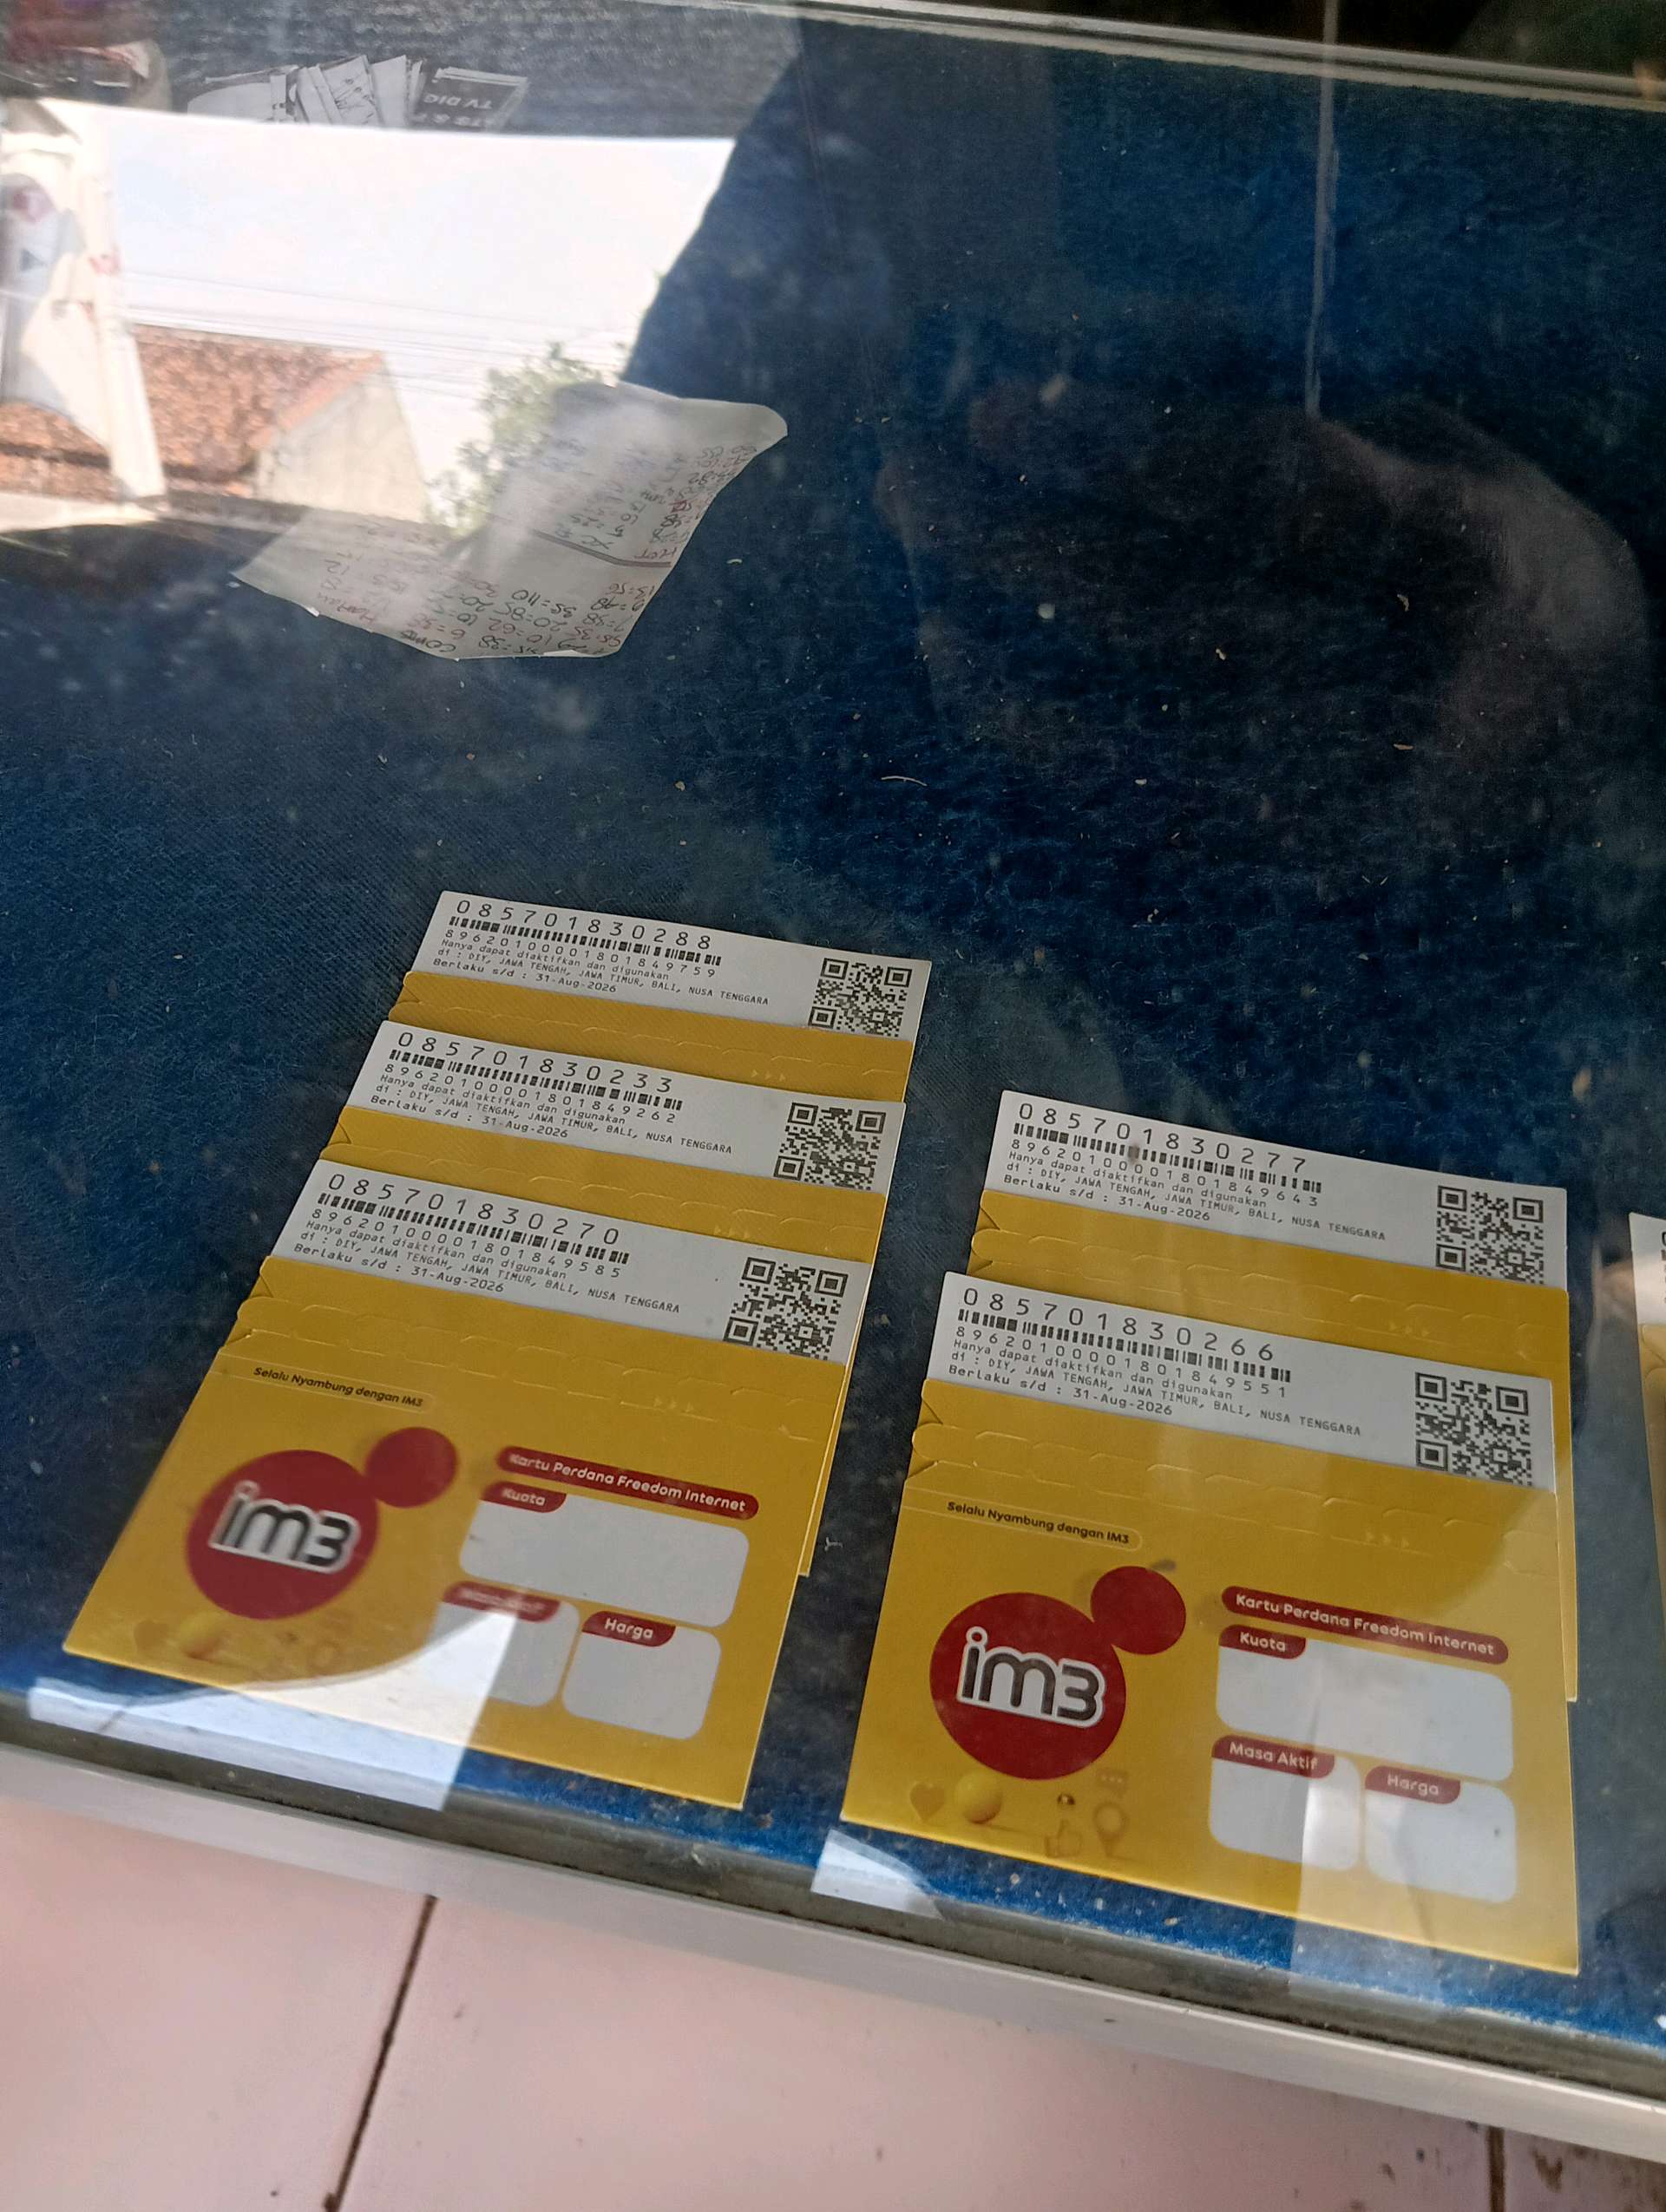 TV DIG
085701830288
89620100001801849759
Hanya dapat diaktifkan dan digunakan
di : DIY, JAWA TENGAH, JAWA TIMUR, BALI, NUSA TENGGARA
Berlaku s/d : 31-Aug-2026
085701830233
89620100001801849262
Hanya dapat diaktifkan dan digunakan
di : DIY, JAWA TENGAH, JAWA TIMUR, BALI, NUSA TENGGARA
Berlaku s/d : 31-Aug-2026
085701830270
89620100001801849585
Hanya dapat diaktifkan dan digunakan
di : DIY, JAWA TENGAH, JAWA TIMUR, BALI, NUSA TENGGARA
Berlaku s/d : 31-Aug-2026
Selalu Nyambung dengan IM3
im3
Kartu Perdana Freedom Internet
Kuota
Masa Aktif
Harga
085701830277
89620100001801849643
Hanya dapat diaktifkan dan digunakan
di : DIY, JAWA TENGAH, JAWA TIMUR, BALI, NUSA TENGGARA
Berlaku s/d : 31-Aug-2026
085701830266
89620100001801849551
Hanya dapat diaktifkan dan digunakan
di : DIY, JAWA TENGAH, JAWA TIMUR, BALI, NUSA TENGGARA
Berlaku s/d : 31-Aug-2026
Selalu Nyambung dengan IM3
im3
Kartu Perdana Freedom Internet
Kuota
Masa Aktif
Harga